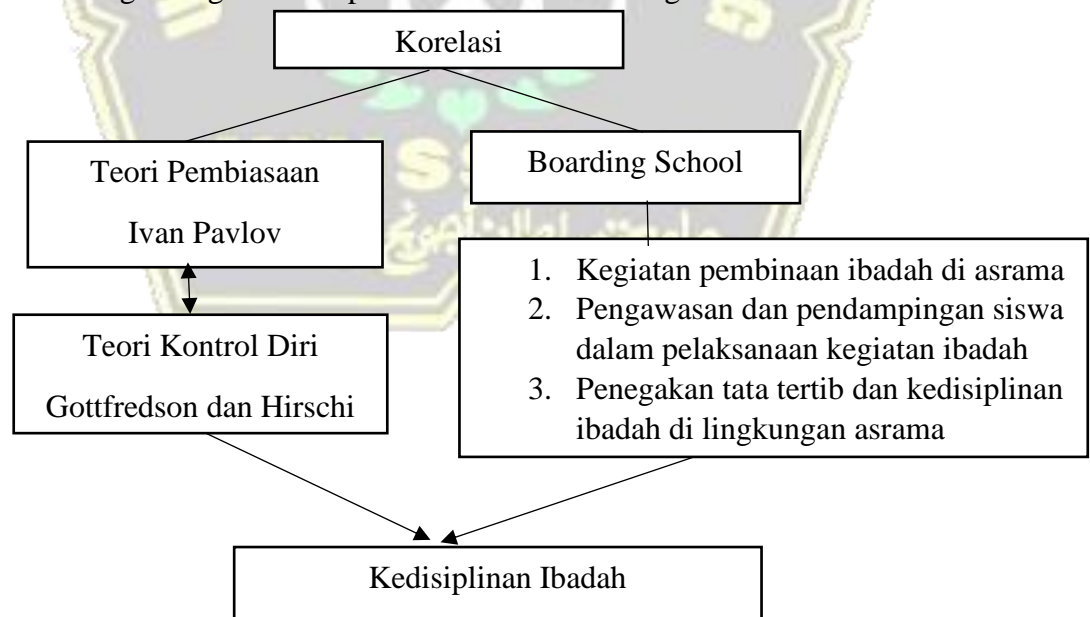 Korelasi
Teori Pembiasaan
Ivan Pavlov
Boarding School
Teori Kontrol Diri
Gottfredson dan Hirschi
1. Kegiatan pembinaan ibadah di asrama
2. Pengawasan dan pendampingan siswa
dalam pelaksanaan kegiatan ibadah
3. Penegakan tata tertib dan kedisiplinan
ibadah di lingkungan asrama
Kedisiplinan Ibadah